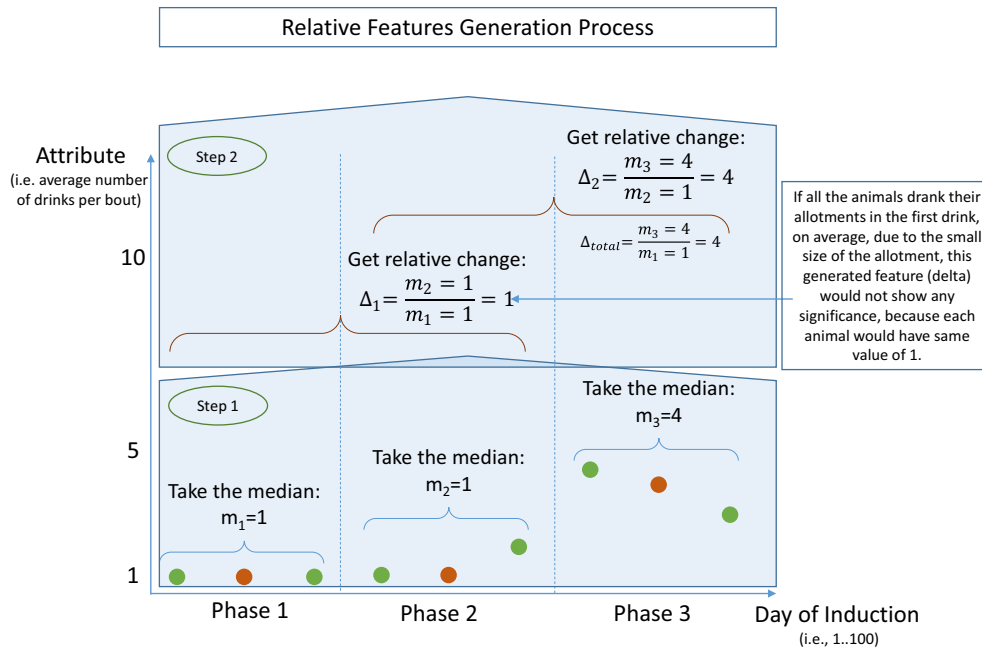 Relative Features Generation Process
Attribute
(i.e. average number
of drinks per bout)
10
5
1
Step 2
Get relative change:
Δ₂= m₃ = 4 / m₂ = 1 = 4
Δ_total= m₃ = 4 / m₁ = 1 = 4
Get relative change:
Δ₁= m₂ = 1 / m₁ = 1 = 1
If all the animals drank their
allotments in the first drink,
on average, due to the small
size of the allotment, this
generated feature (delta)
would not show any
significance, because each
animal would have same
value of 1.
Step 1
Take the median:
m₁=1
Take the median:
m₂=1
Take the median:
m₃=4
Phase 1
Phase 2
Phase 3
Day of Induction
(i.e., 1..100)